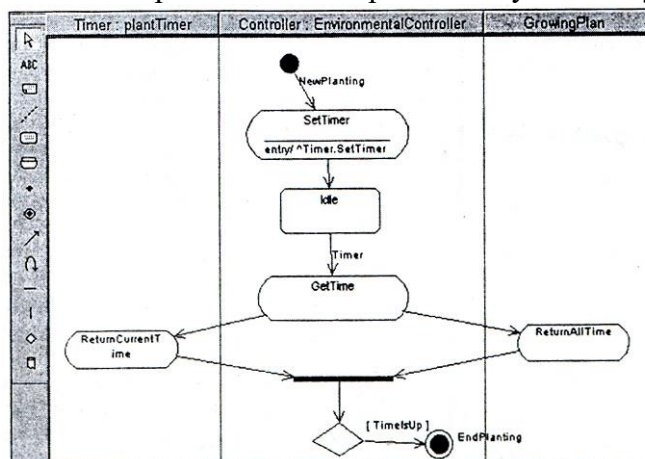 Timer : plantTimer
Controller : EnvironmentalController
GrowingPlan
ABC
NewPlanting
SetTimer
entry/ ^Timer.SetTimer
Idle
Timer
GetTime
ReturnCurrentT
ime
ReturnAllTime
[ TimeIsUp ]
EndPlanting